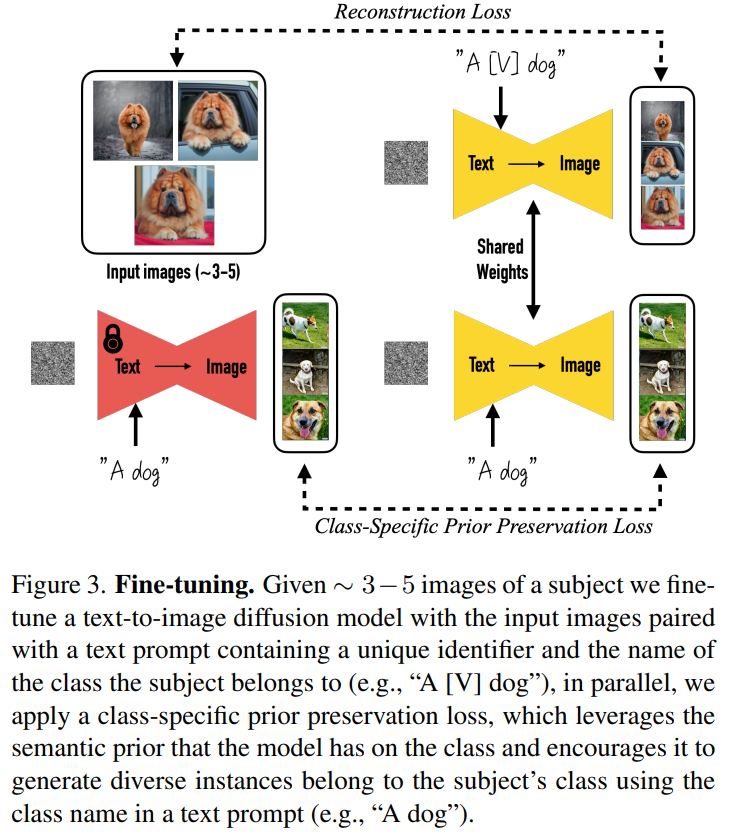 Reconstruction Loss
"A [V] dog"
Text → Image
Input images (~3-5)
Shared
Weights
Text → Image
Text → Image
"A dog"
"A dog"
Class-Specific Prior Preservation Loss
Figure 3. Fine-tuning. Given ∼ 3−5 images of a subject we fine-
tune a text-to-image diffusion model with the input images paired
with a text prompt containing a unique identifier and the name of
the class the subject belongs to (e.g., “A [V] dog”), in parallel, we
apply a class-specific prior preservation loss, which leverages the
semantic prior that the model has on the class and encourages it to
generate diverse instances belong to the subject’s class using the
class name in a text prompt (e.g., “A dog”).